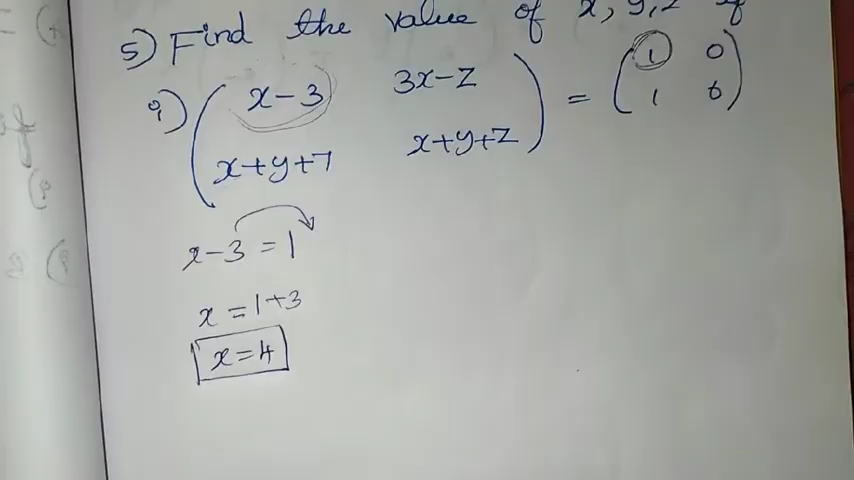 5) Find the value of x, y, z if
i) ( x-3 3x-z ) = ( 1 0 )
( x+y+7 x+y+z ) ( 1 6 )
x-3 = 1
x = 1+3
x = 4